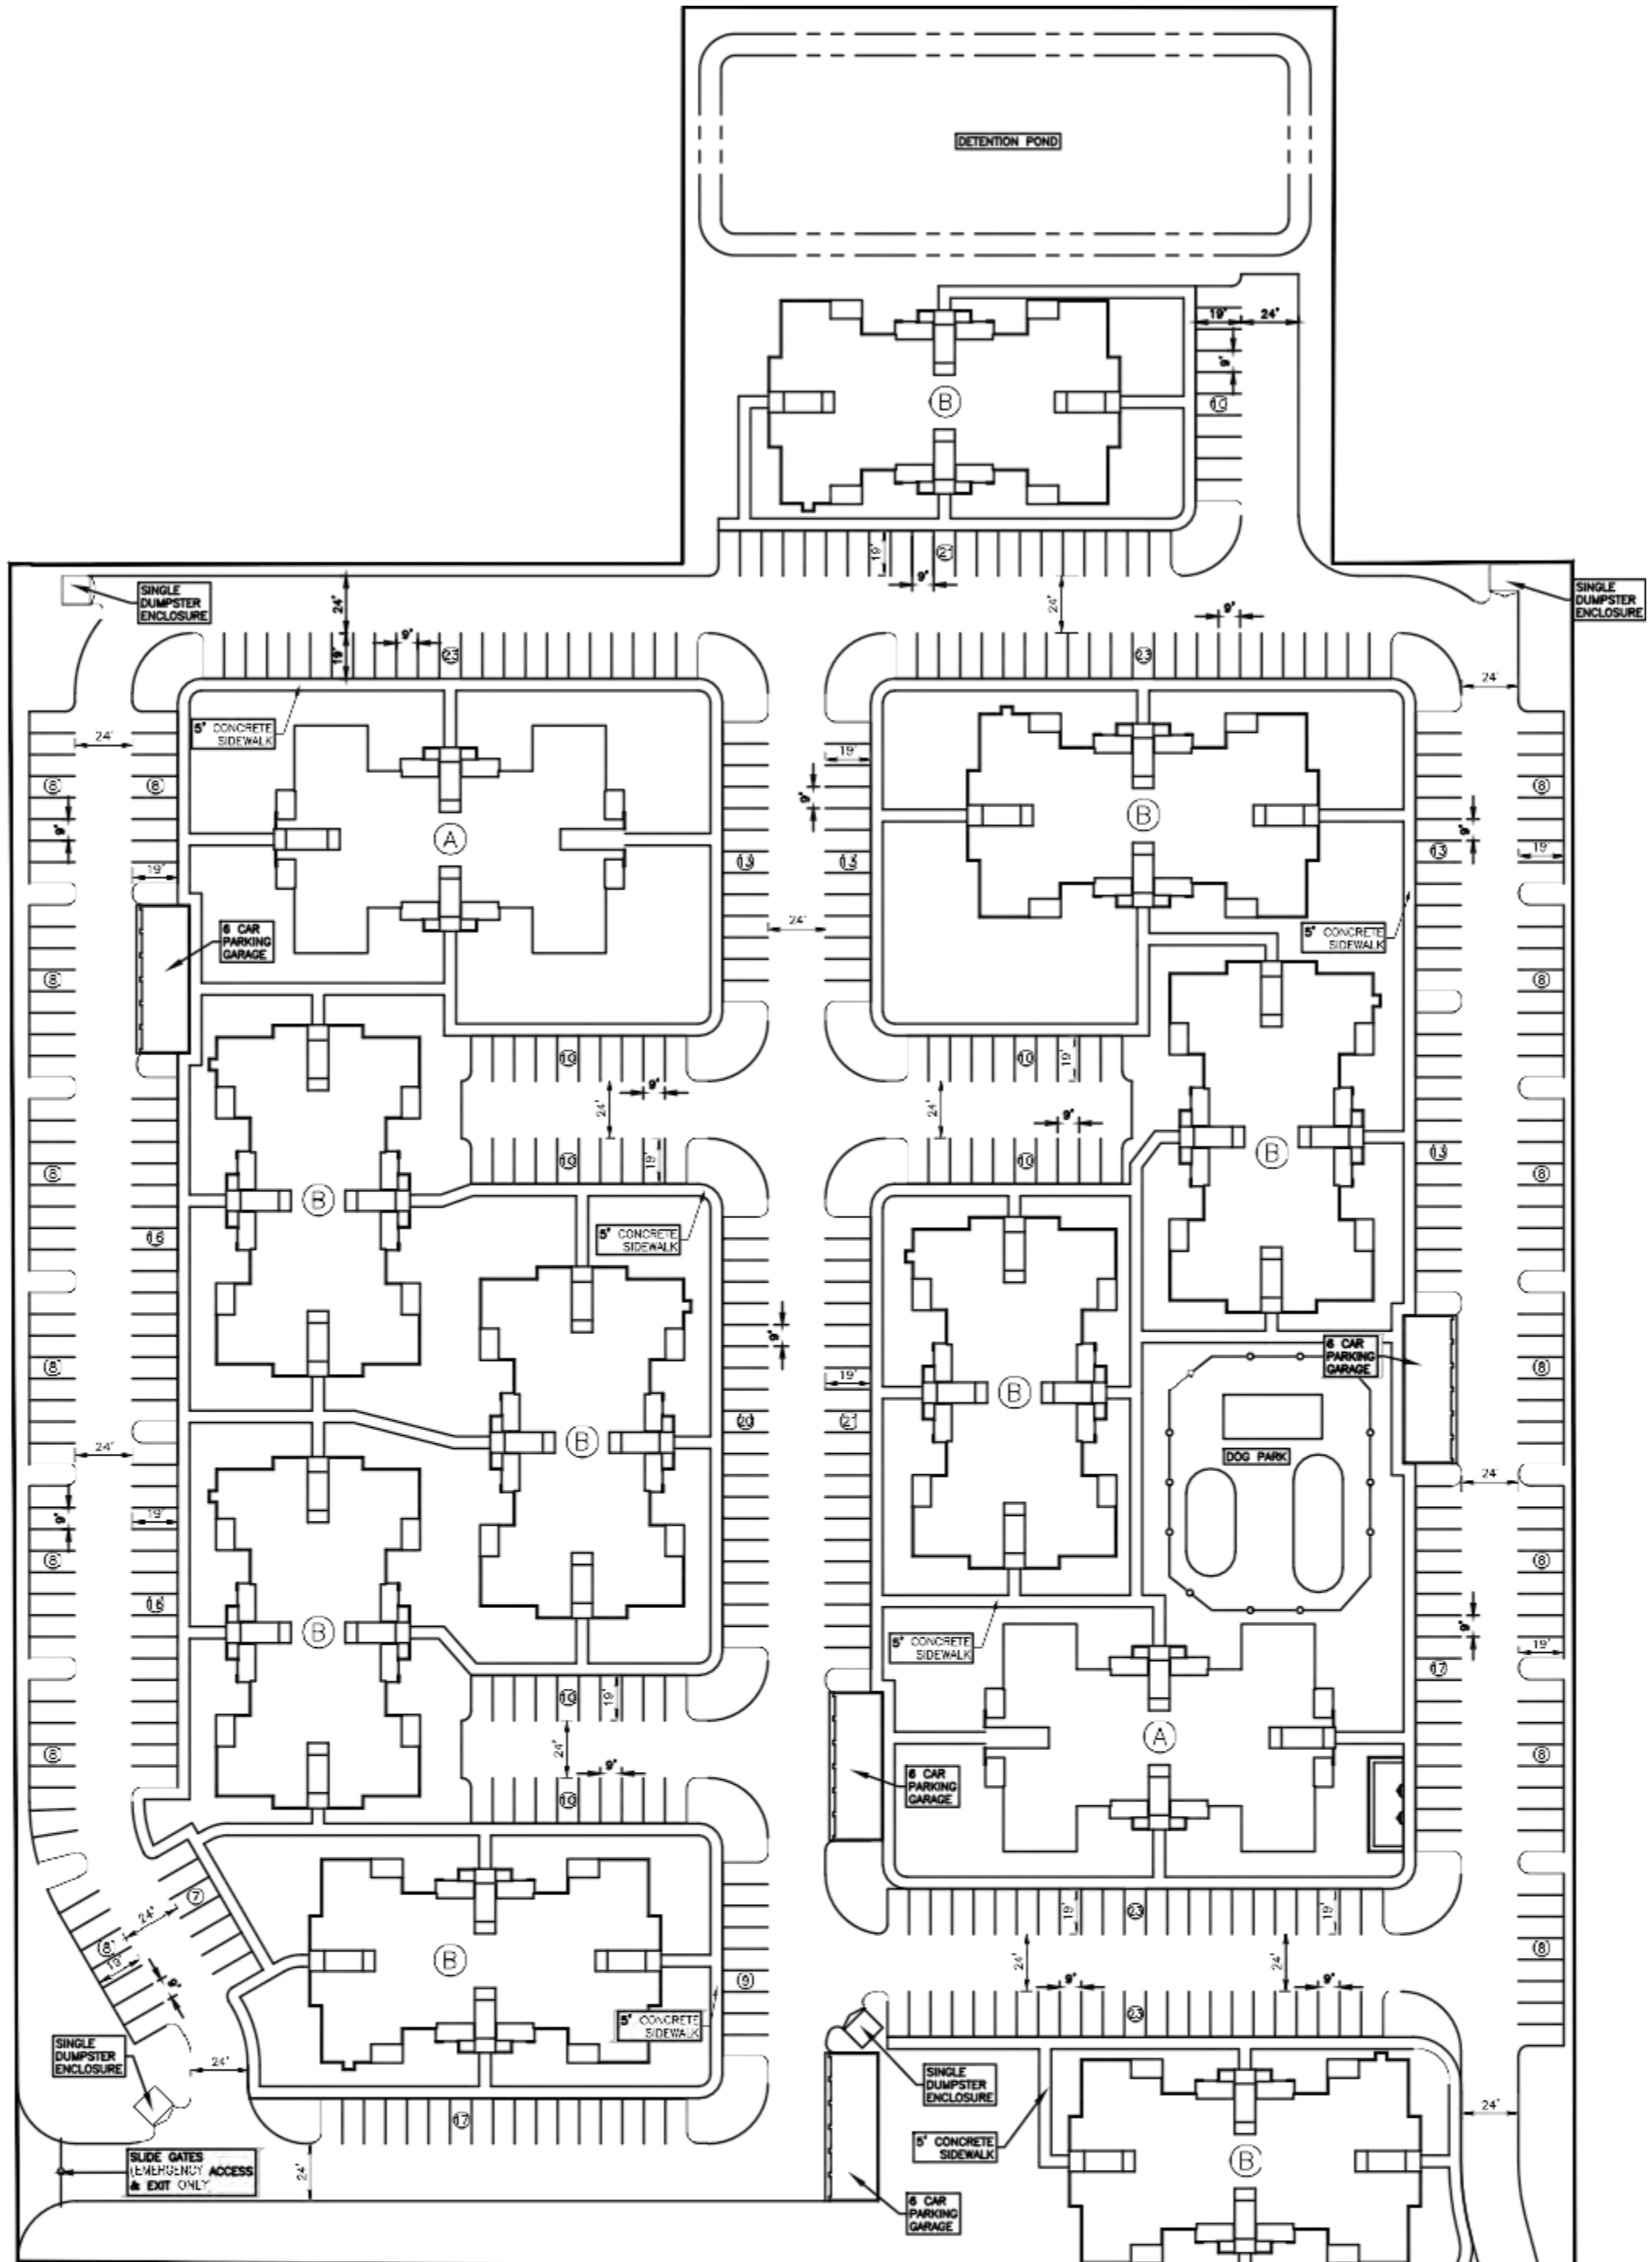 DETENTION POND
19' 24'
9'
B
10
19'
21
9'
SINGLE
DUMPSTER
ENCLOSURE
SINGLE
DUMPSTER
ENCLOSURE
24'
24'
9'
9'
19'
23
23
24'
5' CONCRETE
SIDEWALK
24'
19'
8
8
9'
B
8
9'
A
9'
19'
13
13
13
19'
6 CAR
PARKING
GARAGE
24'
5' CONCRETE
SIDEWALK
8
8
10
10
19'
9'
24'
24'
9'
10
19'
10
B
13
8
8
B
16
5' CONCRETE
SIDEWALK
9'
6 CAR
PARKING
GARAGE
8
19'
8
B
20
21
B
24'
DOG PARK
24'
9'
19'
8
8
16
B
9'
5' CONCRETE
SIDEWALK
19'
17
10
19'
A
24'
8
8
9'
10
6 CAR
PARKING
GARAGE
7
24'
8
19'
9'
B
19'
23
19'
8
24'
24'
9
9'
9'
5' CONCRETE
SIDEWALK
23
SINGLE
DUMPSTER
ENCLOSURE
24'
SINGLE
DUMPSTER
ENCLOSURE
17
24'
5' CONCRETE
SIDEWALK
SLIDE GATES
(EMERGENCY ACCESS
& EXIT ONLY
24'
B
6 CAR
PARKING
GARAGE